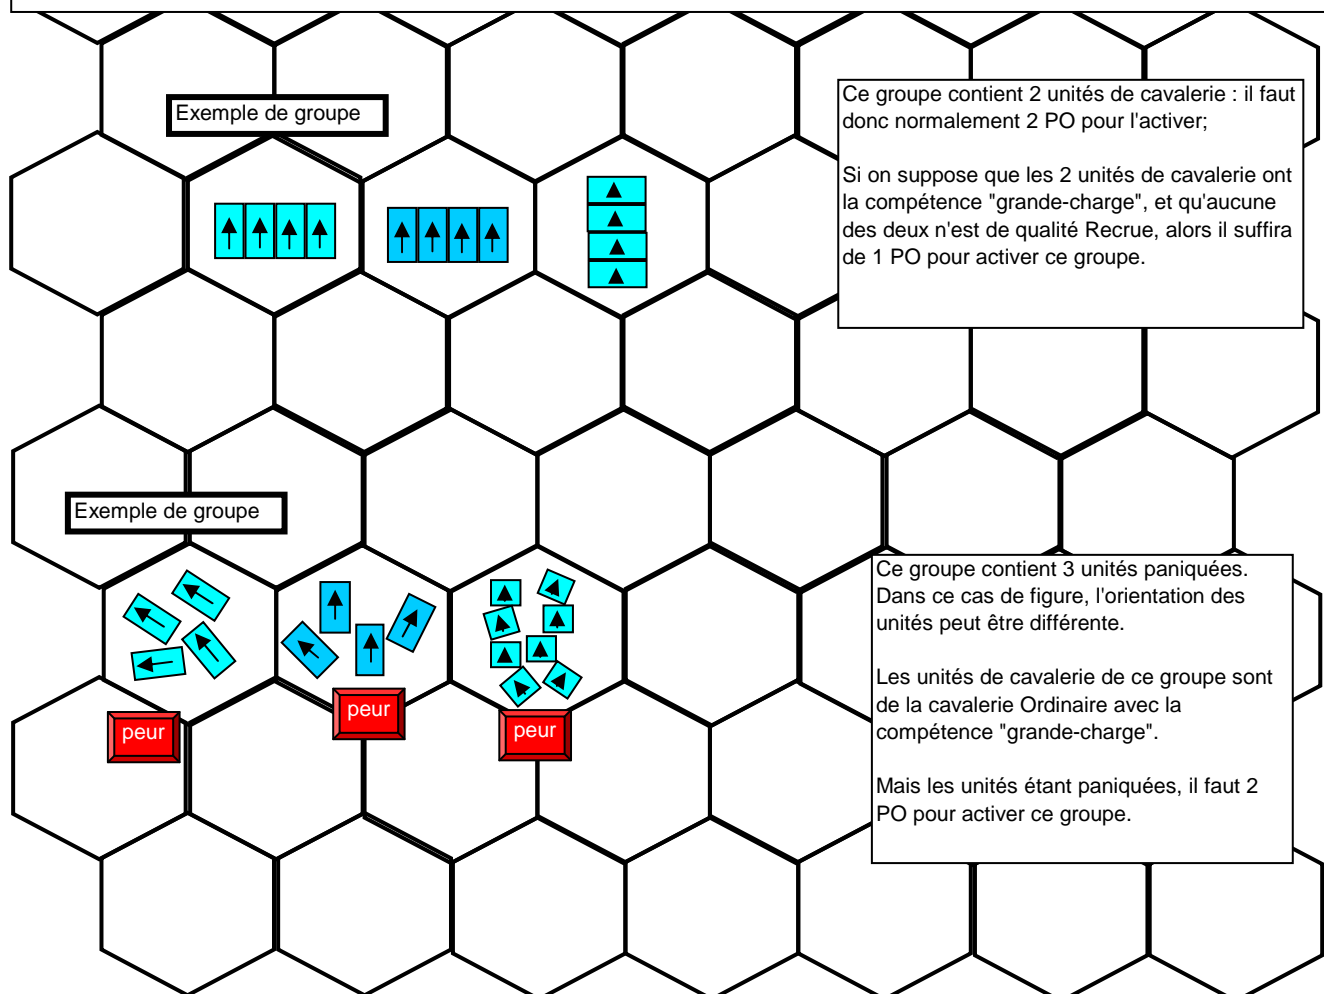 Exemple de groupe
Ce groupe contient 2 unités de cavalerie : il faut
donc normalement 2 PO pour l'activer;
Si on suppose que les 2 unités de cavalerie ont
la compétence "grande-charge", et qu'aucune
des deux n'est de qualité Recrue, alors il suffira
de 1 PO pour activer ce groupe.
Exemple de groupe
Ce groupe contient 3 unités paniquées.
Dans ce cas de figure, l'orientation des
unités peut être différente.
Les unités de cavalerie de ce groupe sont
de la cavalerie Ordinaire avec la
compétence "grande-charge".
Mais les unités étant paniquées, il faut 2
PO pour activer ce groupe.
peur
peur
peur